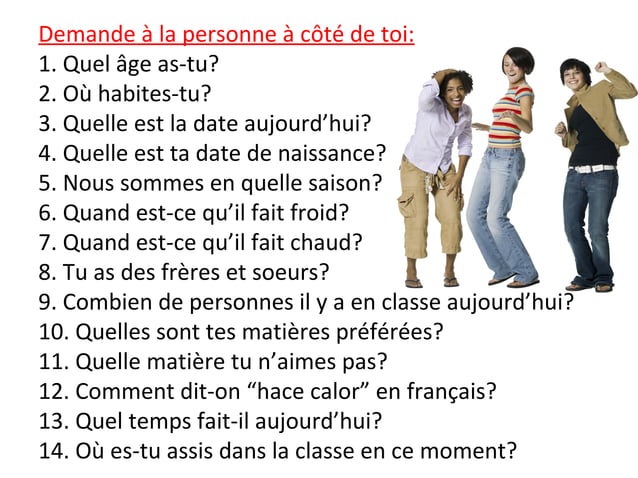 Demande à la personne à côté de toi:
1. Quel âge as-tu?
2. Où habites-tu?
3. Quelle est la date aujourd’hui?
4. Quelle est ta date de naissance?
5. Nous sommes en quelle saison?
6. Quand est-ce qu’il fait froid?
7. Quand est-ce qu’il fait chaud?
8. Tu as des frères et soeurs?
9. Combien de personnes il y a en classe aujourd’hui?
10. Quelles sont tes matières préférées?
11. Quelle matière tu n’aimes pas?
12. Comment dit-on “hace calor” en français?
13. Quel temps fait-il aujourd’hui?
14. Où es-tu assis dans la classe en ce moment?